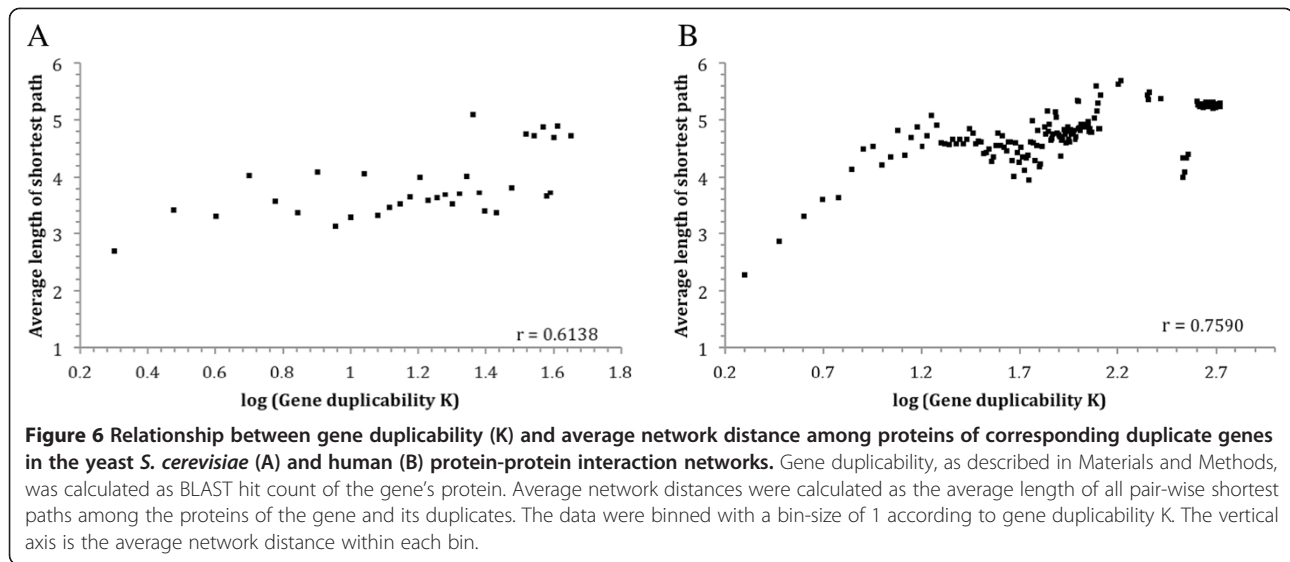 A
6
5
4
3
2
1
Average length of shortest path
0.2 0.4 0.6 0.8 1 1.2 1.4 1.6 1.8
log (Gene duplicability K)
r = 0.6138
B
6
5
4
3
2
1
Average length of shortest path
0.2 0.7 1.2 1.7 2.2 2.7
log (Gene duplicability K)
r = 0.7590
Figure 6 Relationship between gene duplicability (K) and average network distance among proteins of corresponding duplicate genes
in the yeast S. cerevisiae (A) and human (B) protein-protein interaction networks. Gene duplicability, as described in Materials and Methods,
was calculated as BLAST hit count of the gene's protein. Average network distances were calculated as the average length of all pair-wise shortest
paths among the proteins of the gene and its duplicates. The data were binned with a bin-size of 1 according to gene duplicability K. The vertical
axis is the average network distance within each bin.